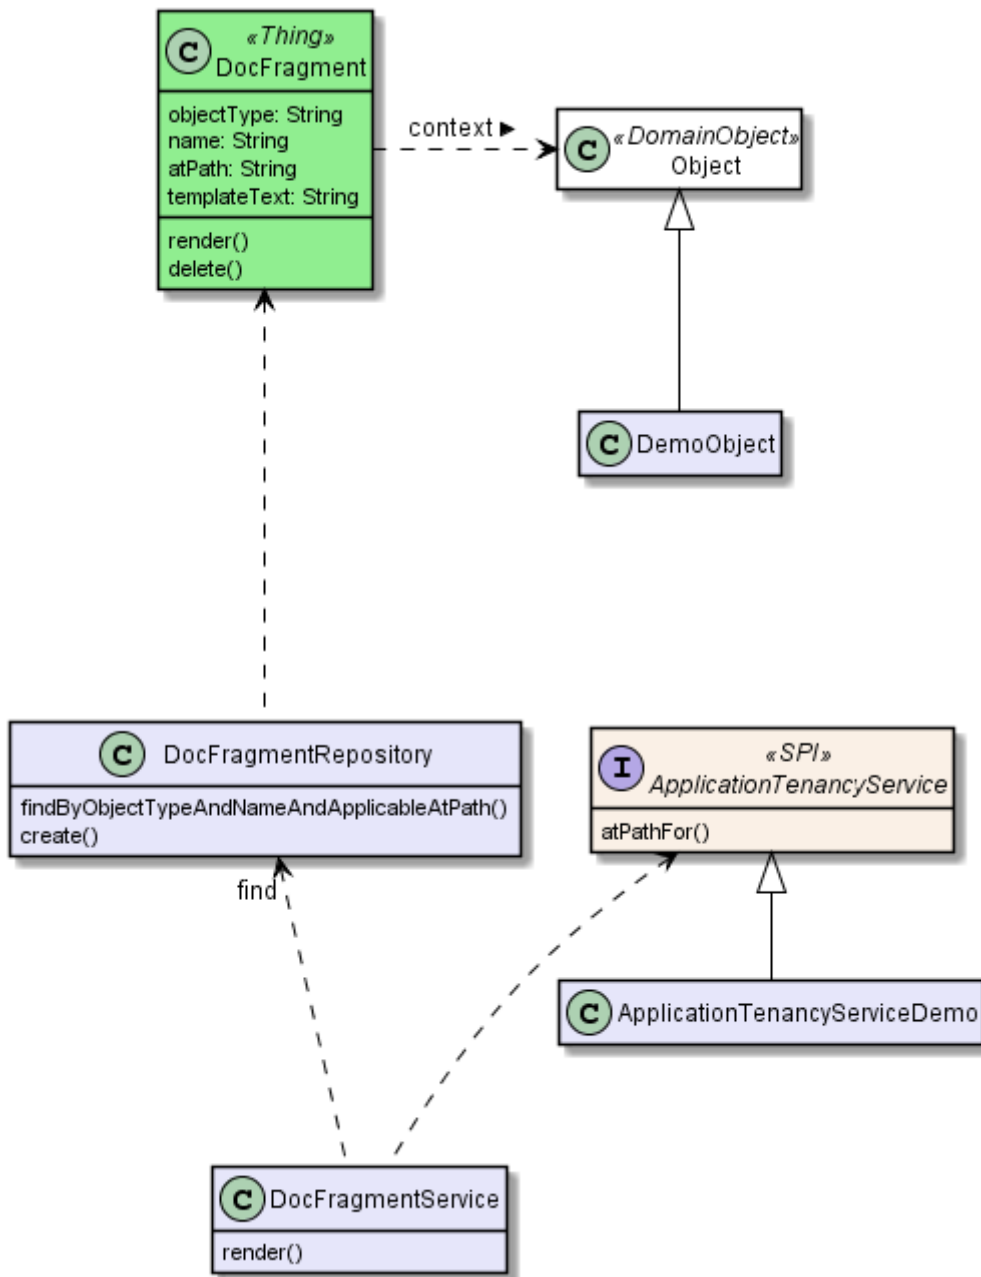 C
«Thing»
DocFragment
objectType: String
name: String
atPath: String
templateText: String
render()
delete()
context ▶
C
«DomainObject»
Object
C DemoObject
C DocFragmentRepository
findByObjectTypeAndNameAndApplicableAtPath()
create()
I
«SPI»
ApplicationTenancyService
atPathFor()
find
C ApplicationTenancyServiceDemo
C DocFragmentService
render()